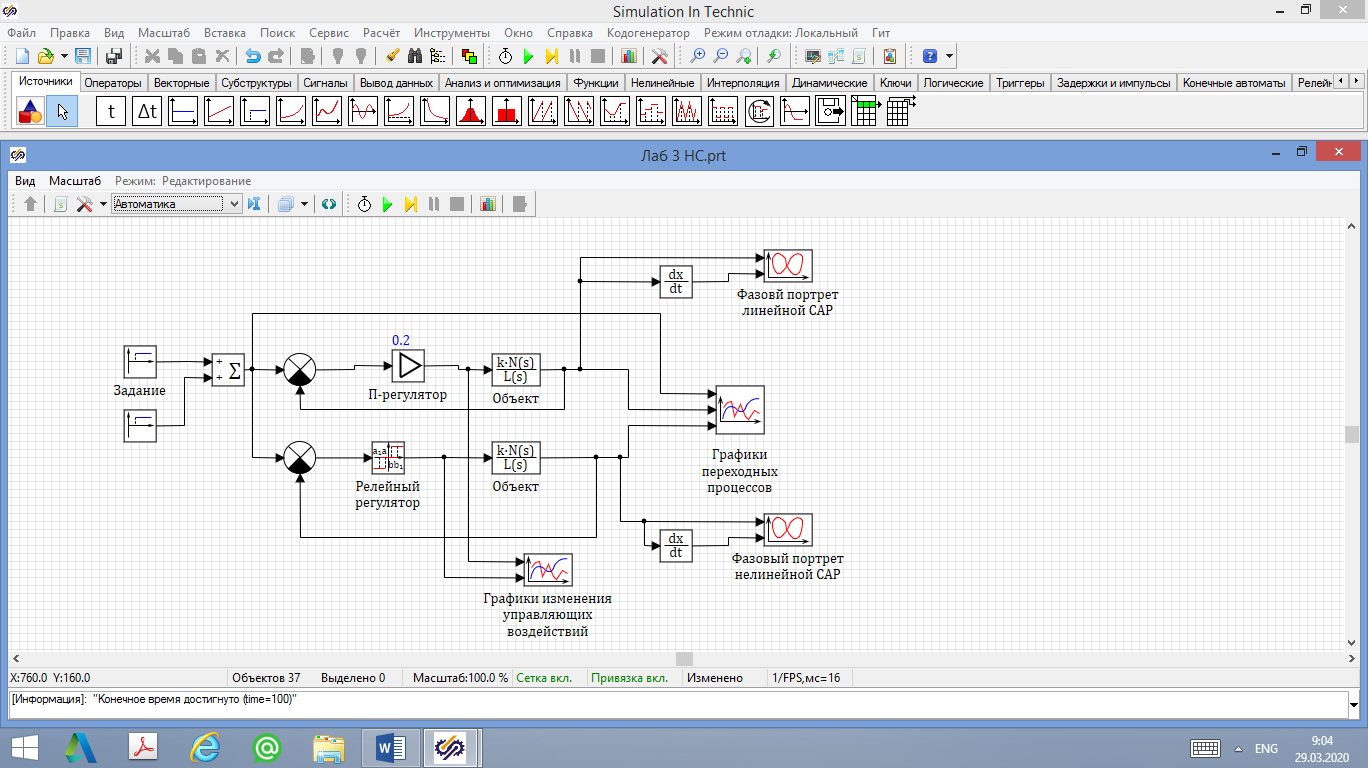 Simulation In Technic
Файл Правка Вид Масштаб Вставка Поиск Сервис Расчёт Инструменты Окно Справка Кодогенератор Режим отладки: Локальный Гит
Источники Операторы Векторные Субструктуры Сигналы Вывод данных Анализ и оптимизация Функции Нелинейные Интерполяция Динамические Ключи Логические Триггеры Задержки и импульсы Конечные автоматы Релейн
t Δt
Лаб 3 НС.prt
Вид Масштаб Режим: Редактирование
Автоматика
dx
dt
Фазовй портрет
линейной САР
0.2
+
+
Σ
k·N(s)
L(s)
Задание
П-регулятор
Объект
a₁a
bb₁
k·N(s)
L(s)
Релейный
регулятор
Объект
Графики
переходных
процессов
dx
dt
Фазовый портрет
нелинейной САР
Графики изменения
управляющих
воздействий
X:760.0 Y:160.0 Объектов 37 Выделено 0 Масштаб:100.0 % Сетка вкл. Привязка вкл. Изменено 1/FPS,мс=16
[Информация]: "Конечное время достигнуто (time=100)"
ENG
9:04
29.03.2020